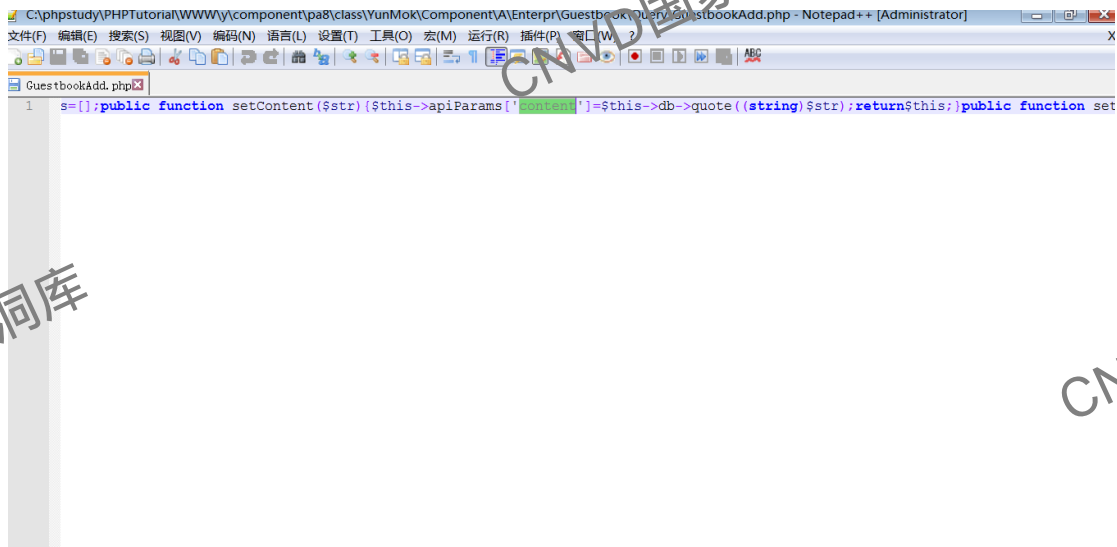 C:\phpstudy\PHPTutorial\WWW\y\component\pa8\class\YunMok\Component\A\Enterpr\Guestbook\Query\GuestbookAdd.php - Notepad++ [Administrator]
文件(F) 编辑(E) 搜索(S) 视图(V) 编码(N) 语言(L) 设置(T) 工具(O) 宏(M) 运行(R) 插件(P) 窗口(W) ? X
ABC
GuestbookAdd.php
1 s=[];public function setContent($str){$this->apiParams['content']=$this->db->quote((string)$str);return$this;}public function set
CNVD国家
洞库
CN